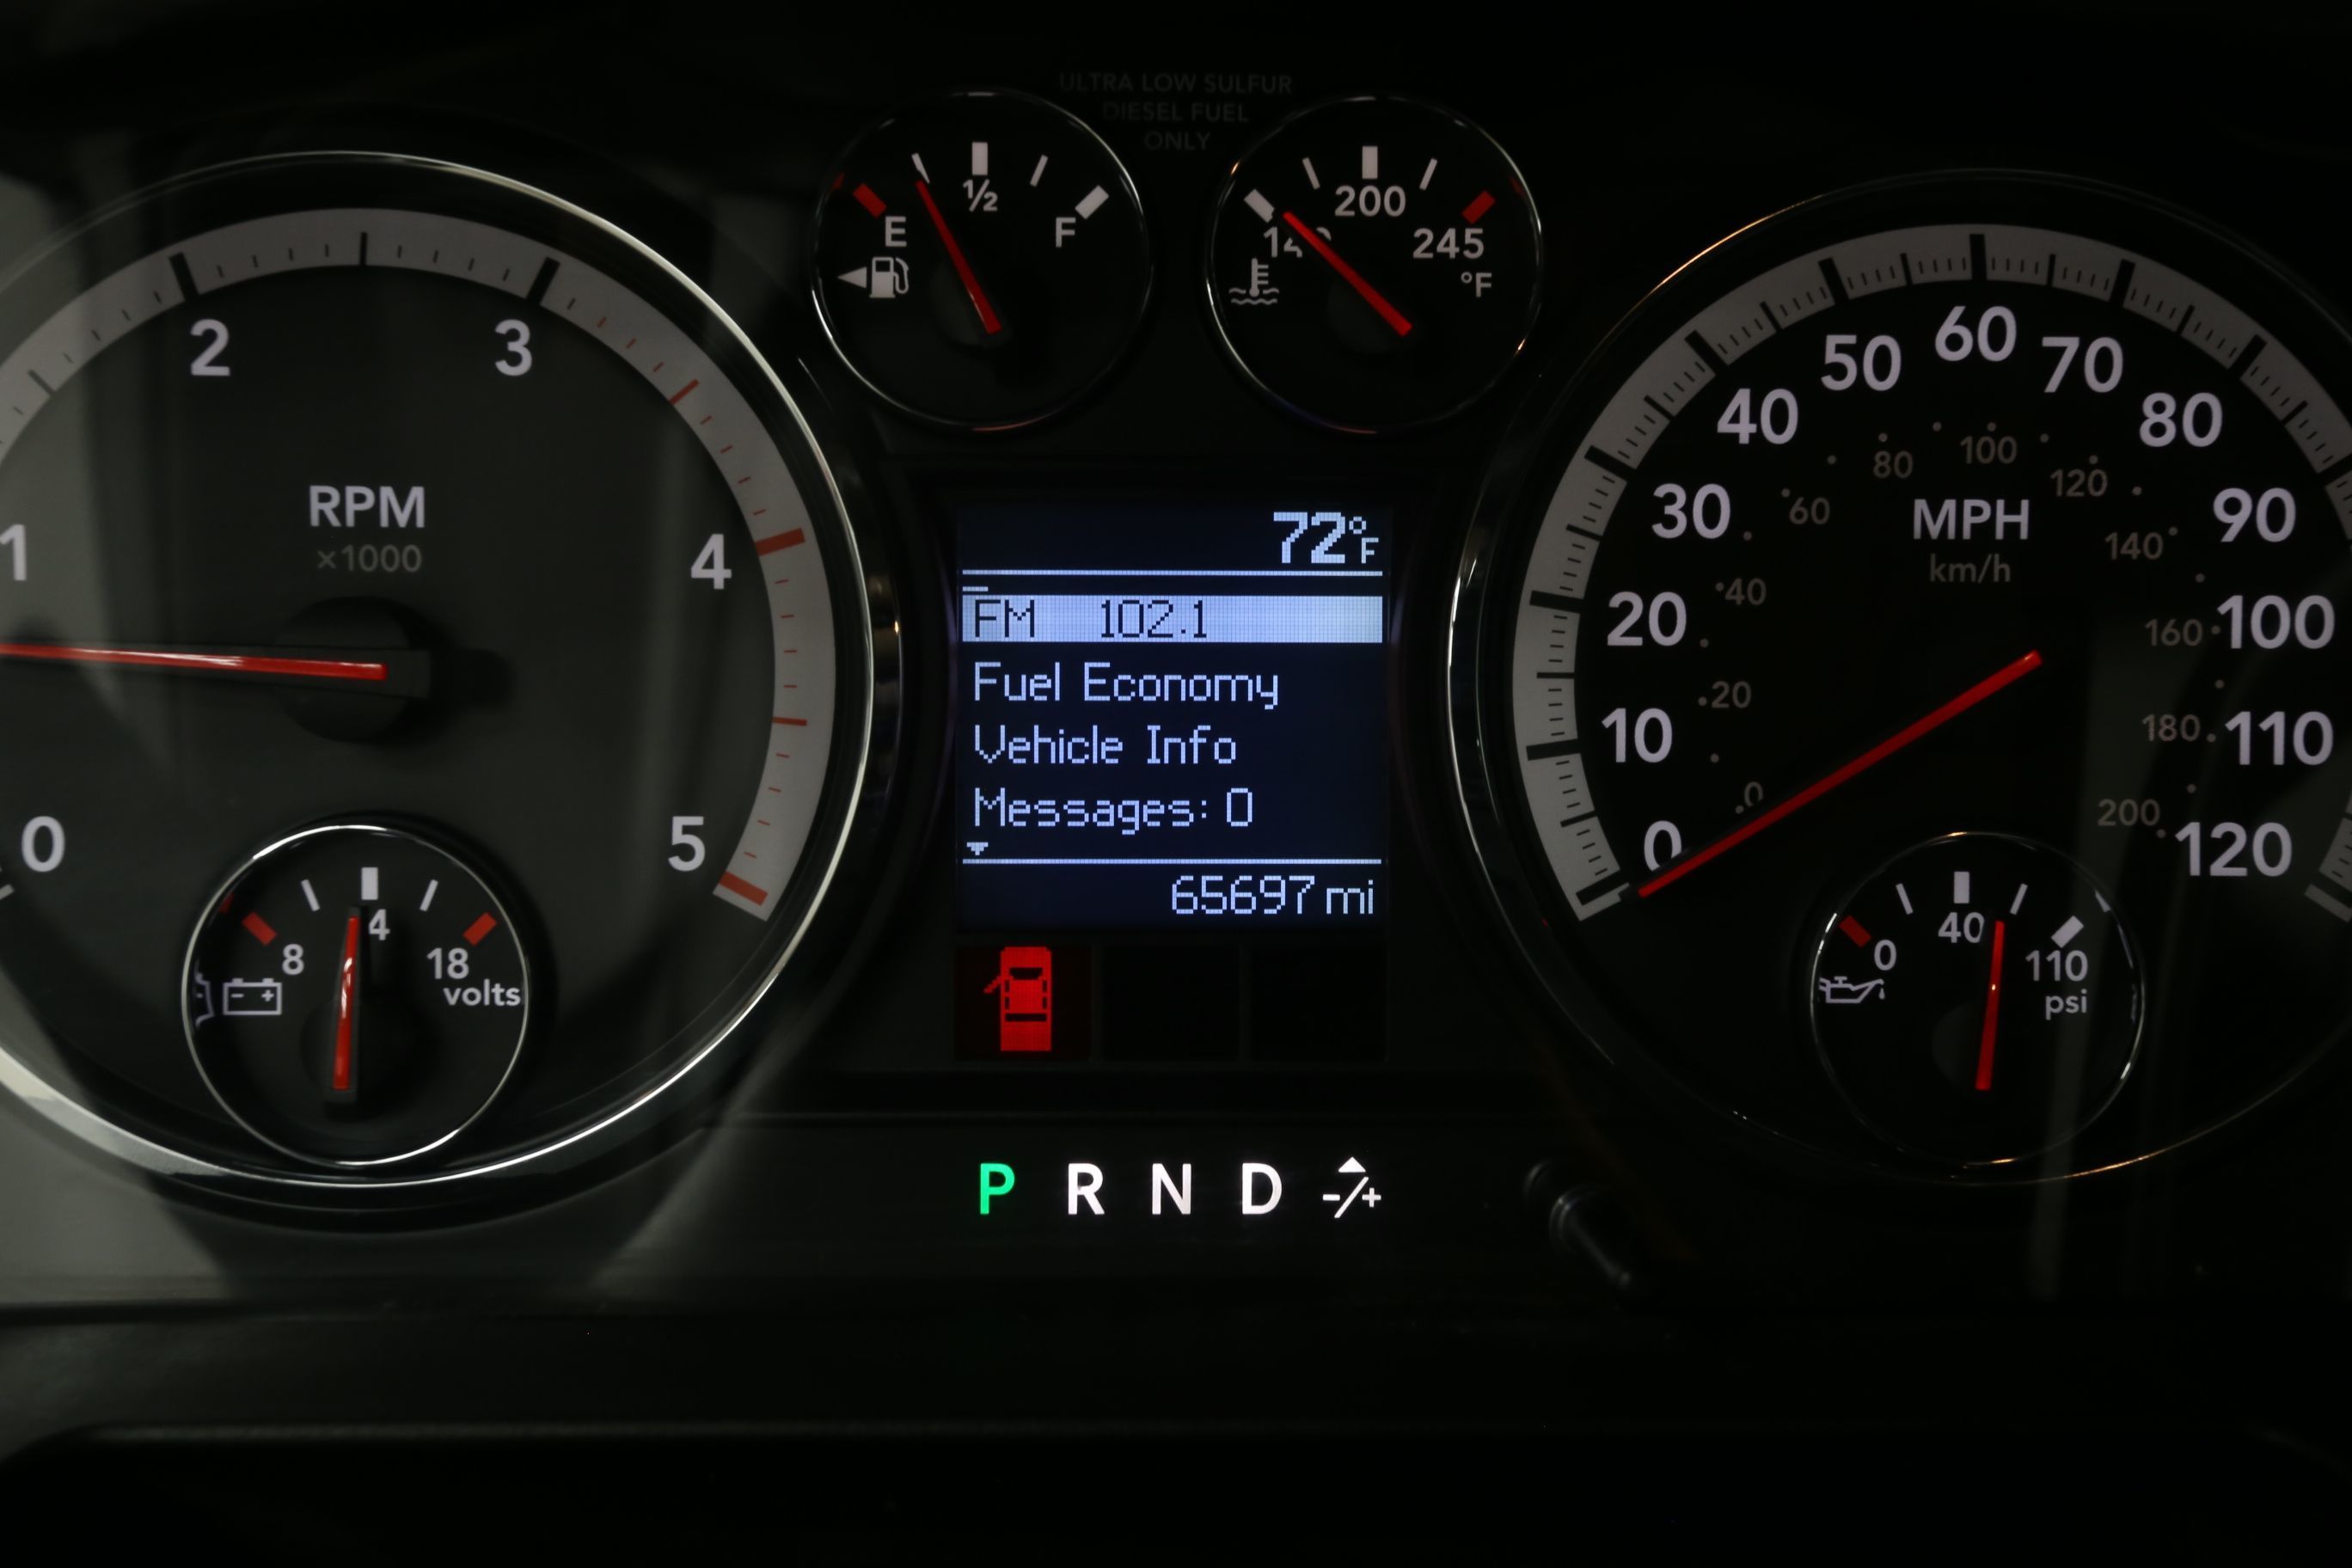 ULTRA LOW SULFUR
DIESEL FUEL
ONLY
E ½ F
140 200 245
°F
0 1 2 3 4 5
RPM
×1000
8 14 18
volts
72°F
FM 102.1
Fuel Economy
Vehicle Info
Messages: 0
65697 mi
P R N D -/+
0 10 20 30 40 50 60 70 80 90 100 110 120
MPH
km/h
0 20 40 60 80 100 120 140 160 180 200
0 40 110
psi